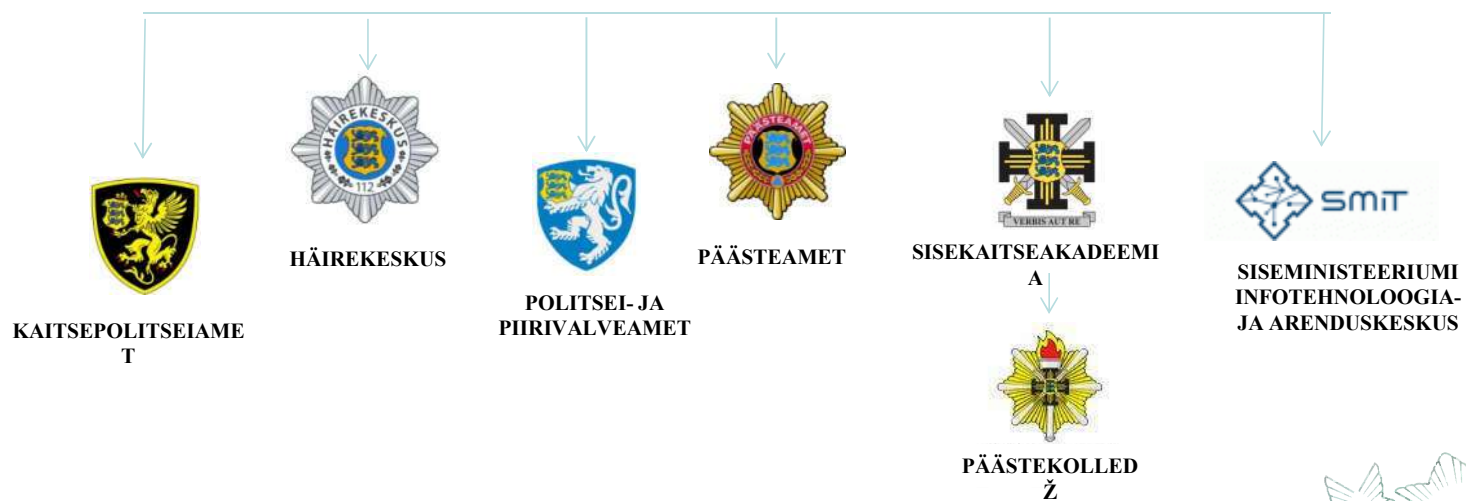 HÄIREKESKUS
112
PÄÄSTEAMET
VERBIS AUT RE
SMIT
KAITSEPOLITSEIAME
T
HÄIREKESKUS
POLITSEI- JA
PIIRIVALVEAMET
PÄÄSTEAMET
SISEKAITSEAKADEEMI
A
SISEMINISTEERIUMI
INFOTEHNOLOOGIA-
JA ARENDUSKESKUS
PÄÄSTEKOLLED
Ž